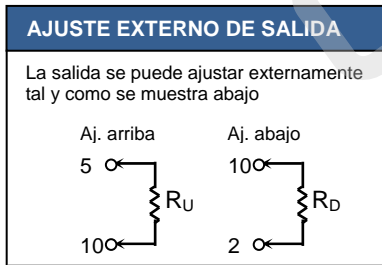 AJUSTE EXTERNO DE SALIDA
La salida se puede ajustar externamente
tal y como se muestra abajo
Aj. arriba
Aj. abajo
5
10
RU
RD
10
2